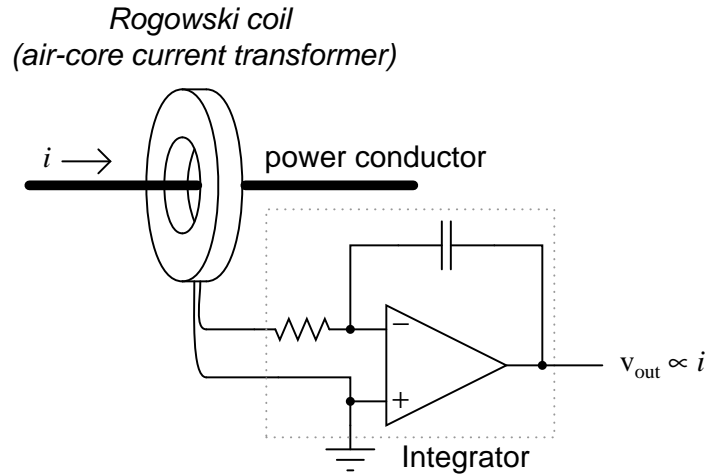 Rogowski coil
(air-core current transformer)
i →
power conductor
−
+
v_out ∝ i
Integrator